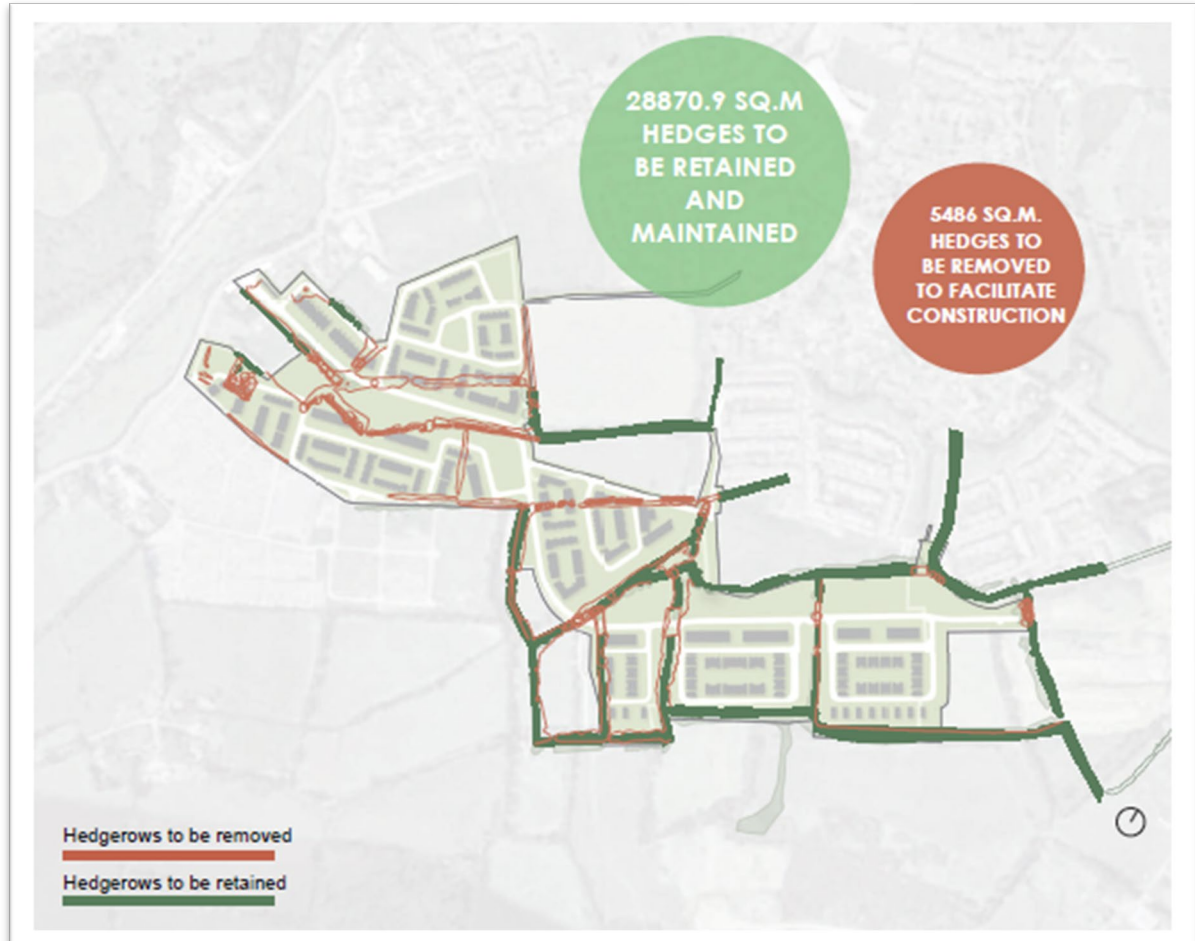 28870.9 SQ.M
HEDGES TO
BE RETAINED
AND
MAINTAINED
5486 SQ.M.
HEDGES TO
BE REMOVED
TO FACILITATE
CONSTRUCTION
Hedgerows to be removed
Hedgerows to be retained